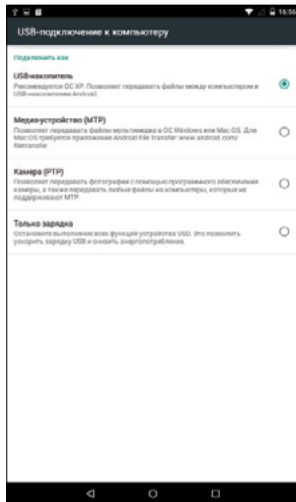 16:56
USB-подключение к компьютеру
Подключить как
USB-накопитель
Рекомендуется ОС XP. Позволяет передавать файлы между компьютером и
USB-накопителем Android
Медиа-устройство (MTP)
Позволяет передавать файлы мультимедиа в ОС Windows или Mac OS. Для
Mac OS требуется приложение Android File Transfer: www.android.com/
filetransfer
Камера (PTP)
Позволяет передавать фотографии с помощью программного обеспечения
камеры, а также передавать любые файлы на компьютеры, которые не
поддерживают MTP
Только зарядка
Остановите выполнение всех функций устройства USB. Это позволить
ускорить зарядку USB и снизить энергопотребление.